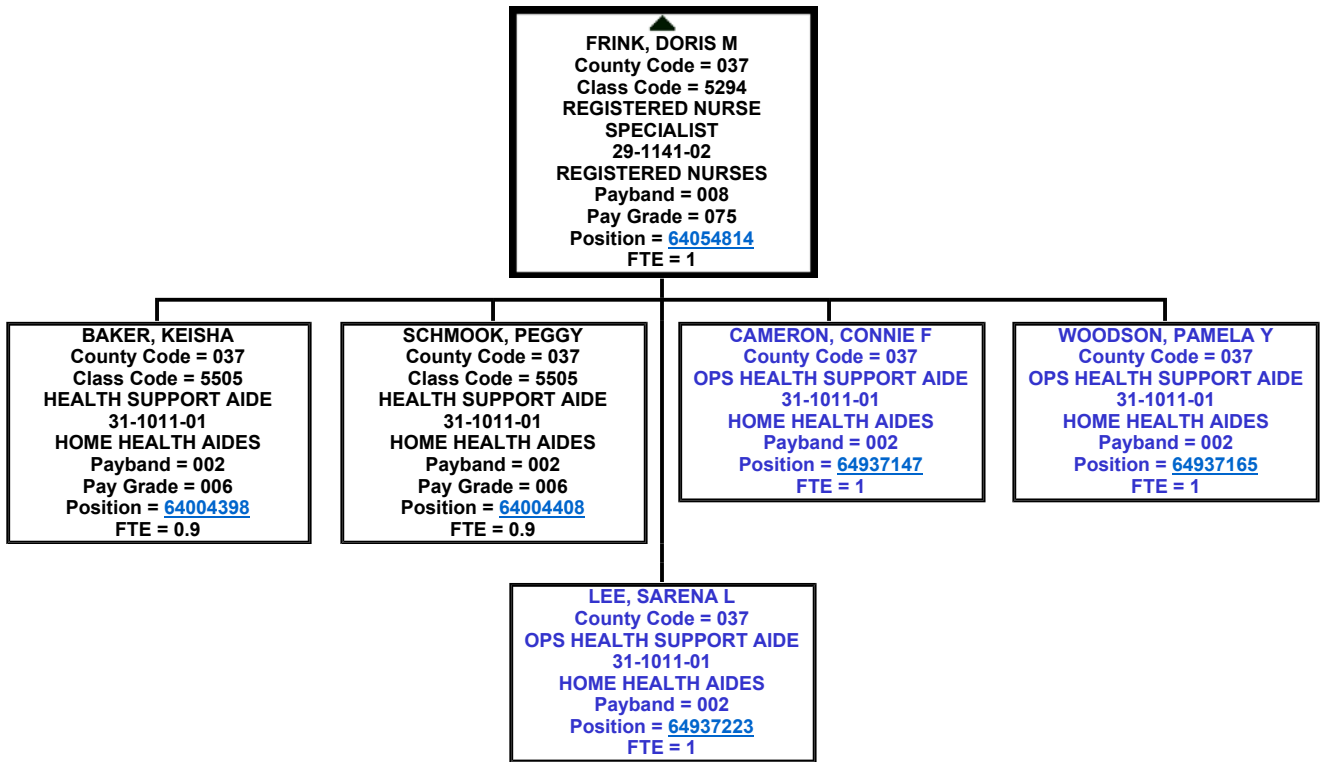 FRINK, DORIS M
County Code = 037
Class Code = 5294
REGISTERED NURSE
SPECIALIST
29-1141-02
REGISTERED NURSES
Payband = 008
Pay Grade = 075
Position = 64054814
FTE = 1
BAKER, KEISHA
County Code = 037
Class Code = 5505
HEALTH SUPPORT AIDE
31-1011-01
HOME HEALTH AIDES
Payband = 002
Pay Grade = 006
Position = 64004398
FTE = 0.9
SCHMOOK, PEGGY
County Code = 037
Class Code = 5505
HEALTH SUPPORT AIDE
31-1011-01
HOME HEALTH AIDES
Payband = 002
Pay Grade = 006
Position = 64004408
FTE = 0.9
CAMERON, CONNIE F
County Code = 037
OPS HEALTH SUPPORT AIDE
31-1011-01
HOME HEALTH AIDES
Payband = 002
Position = 64937147
FTE = 1
WOODSON, PAMELA Y
County Code = 037
OPS HEALTH SUPPORT AIDE
31-1011-01
HOME HEALTH AIDES
Payband = 002
Position = 64937165
FTE = 1
LEE, SARENA L
County Code = 037
OPS HEALTH SUPPORT AIDE
31-1011-01
HOME HEALTH AIDES
Payband = 002
Position = 64937223
FTE = 1